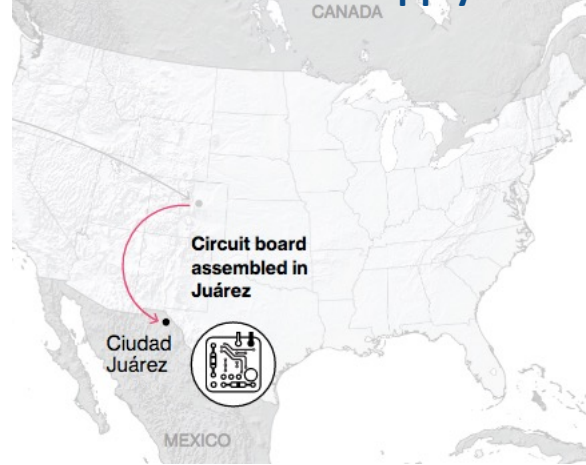 CANADA
Circuit board
assembled in
Juárez
Ciudad
Juárez
MEXICO